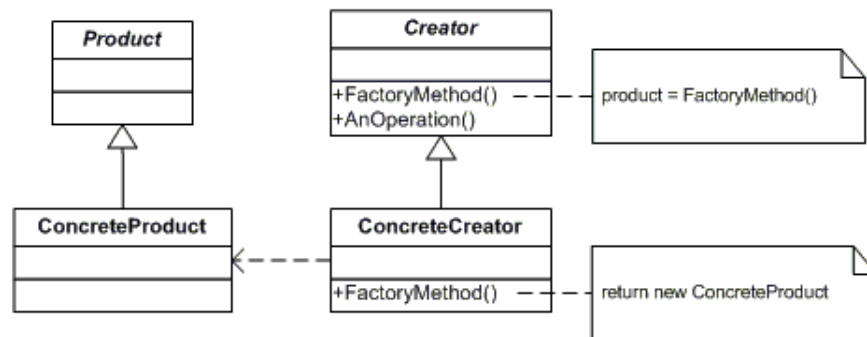 Product
Creator
+FactoryMethod()
+AnOperation()
product = FactoryMethod()
ConcreteProduct
ConcreteCreator
+FactoryMethod()
return new ConcreteProduct